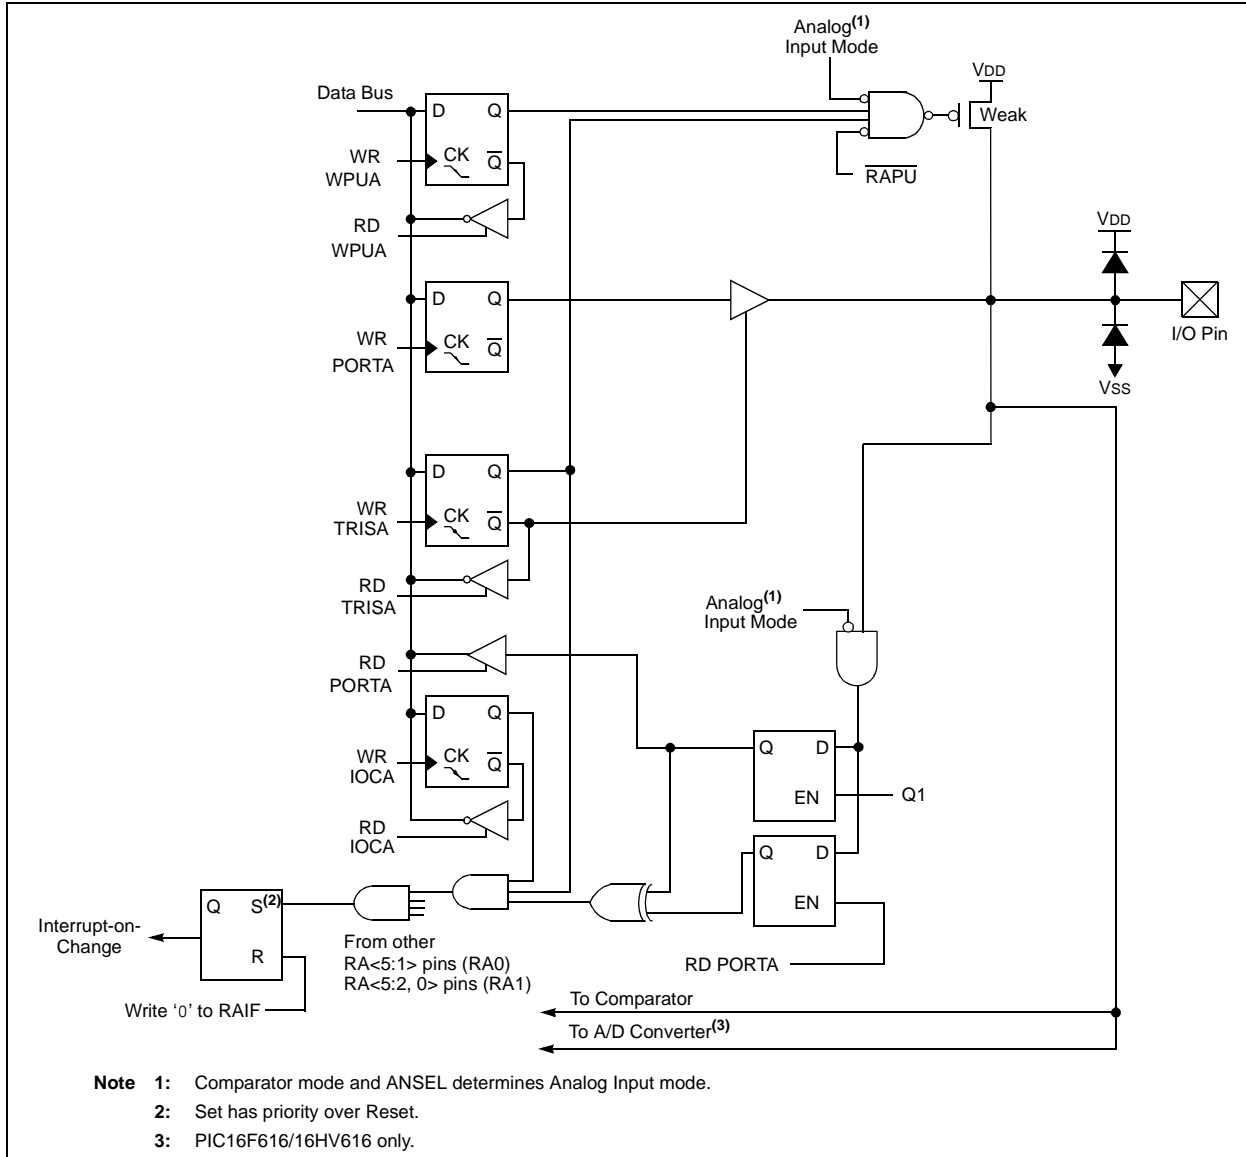 Analog(1)
Input Mode
VDD
Data Bus
D Q
Weak
WR
WPUA
CK Q
RAPU
RD
WPUA
VDD
D Q
WR
PORTA
CK Q
I/O Pin
VSS
D Q
WR
TRISA
CK Q
RD
TRISA
Analog(1)
Input Mode
RD
PORTA
D Q
WR
IOCA
CK Q
Q D
EN
Q1
RD
IOCA
Q D
EN
Q S(2)
R
Interrupt-on-
Change
From other
RA<5:1> pins (RA0)
RA<5:2, 0> pins (RA1)
RD PORTA
Write ‘0’ to RAIF
To Comparator
To A/D Converter(3)
Note 1: Comparator mode and ANSEL determines Analog Input mode.
2: Set has priority over Reset.
3: PIC16F616/16HV616 only.